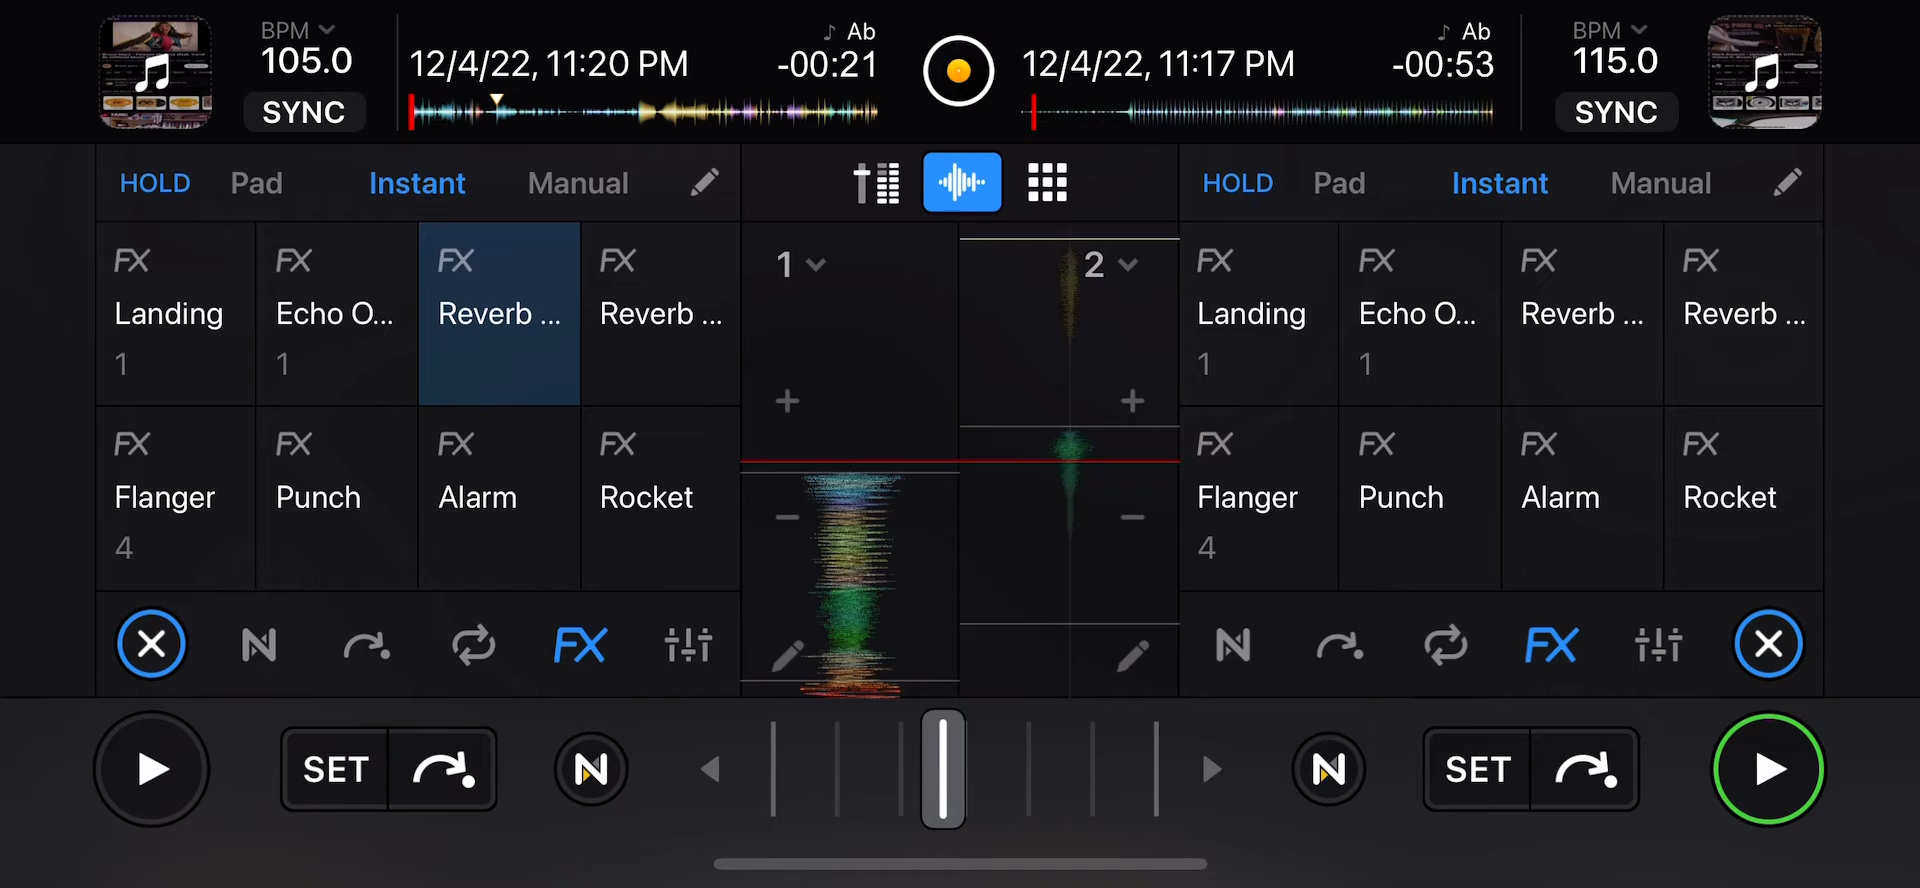 BPM
105.0
SYNC
12/4/22, 11:20 PM
♪ Ab
-00:21
12/4/22, 11:17 PM
♪ Ab
-00:53
BPM
115.0
SYNC
HOLD Pad Instant Manual
HOLD Pad Instant Manual
FX FX FX FX
Landing Echo O... Reverb ... Reverb ...
1 1
1 2
FX FX FX FX
Landing Echo O... Reverb ... Reverb ...
1 1
FX FX FX FX
Flanger Punch Alarm Rocket
4
FX FX FX FX
Flanger Punch Alarm Rocket
4
N FX
N FX
SET N
N SET